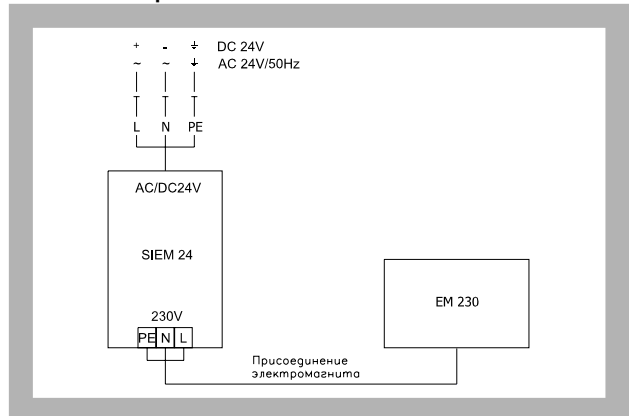 + - ⏚ DC 24V
~ ~ ⏚ AC 24V/50Hz
L N PE
AC/DC24V
SIEM 24
230V
PE N L
EM 230
Присоединение
электромагнита